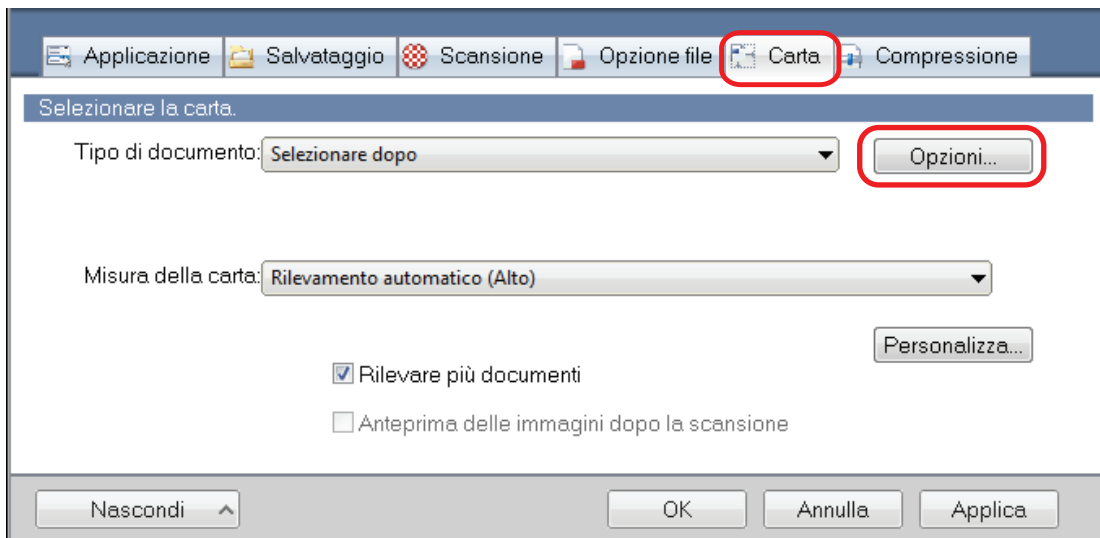 Applicazione Salvataggio Scansione Opzione file Carta Compressione
Selezionare la carta.
Tipo di documento: Selezionare dopo Opzioni...
Misura della carta: Rilevamento automatico (Alto)
Personalizza...
Rilevare più documenti
Anteprima delle immagini dopo la scansione
Nascondi OK Annulla Applica